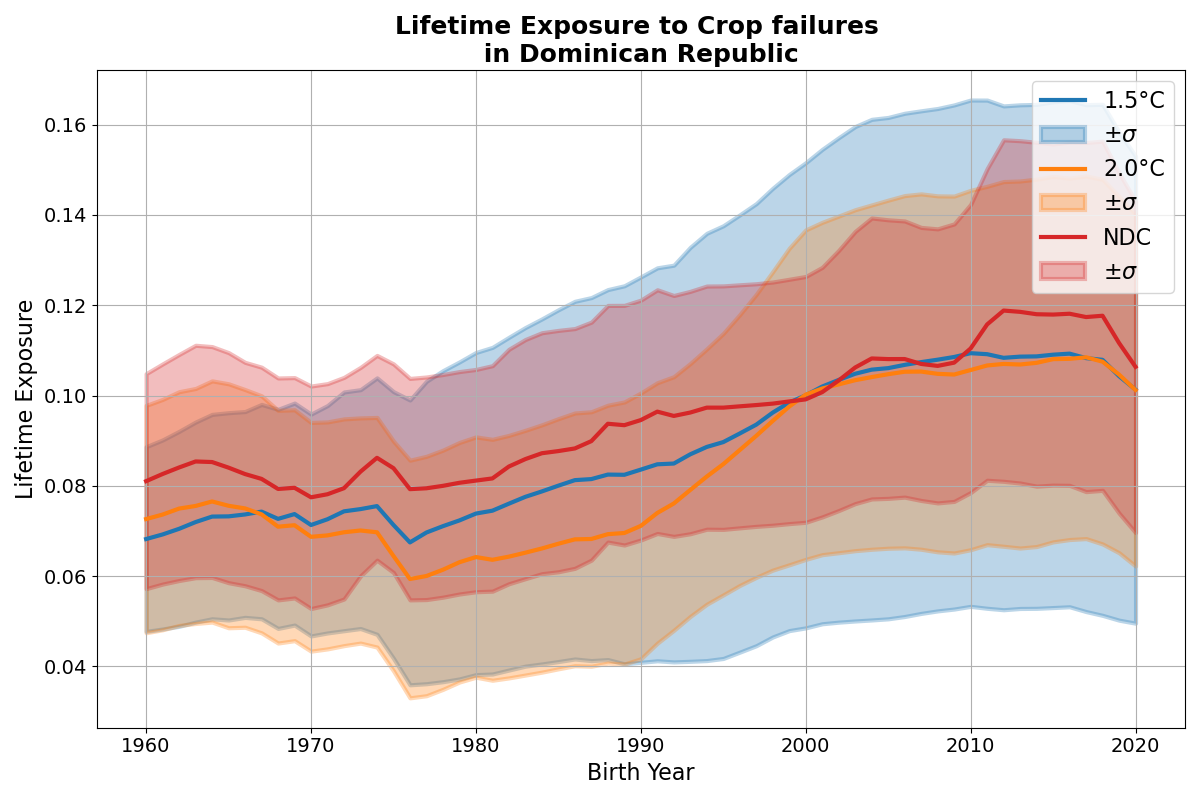 Lifetime Exposure to Crop failures
in Dominican Republic
1.5°C
±σ
2.0°C
±σ
NDC
±σ
Lifetime Exposure
0.16
0.14
0.12
0.10
0.08
0.06
0.04
1960 1970 1980 1990 2000 2010 2020
Birth Year